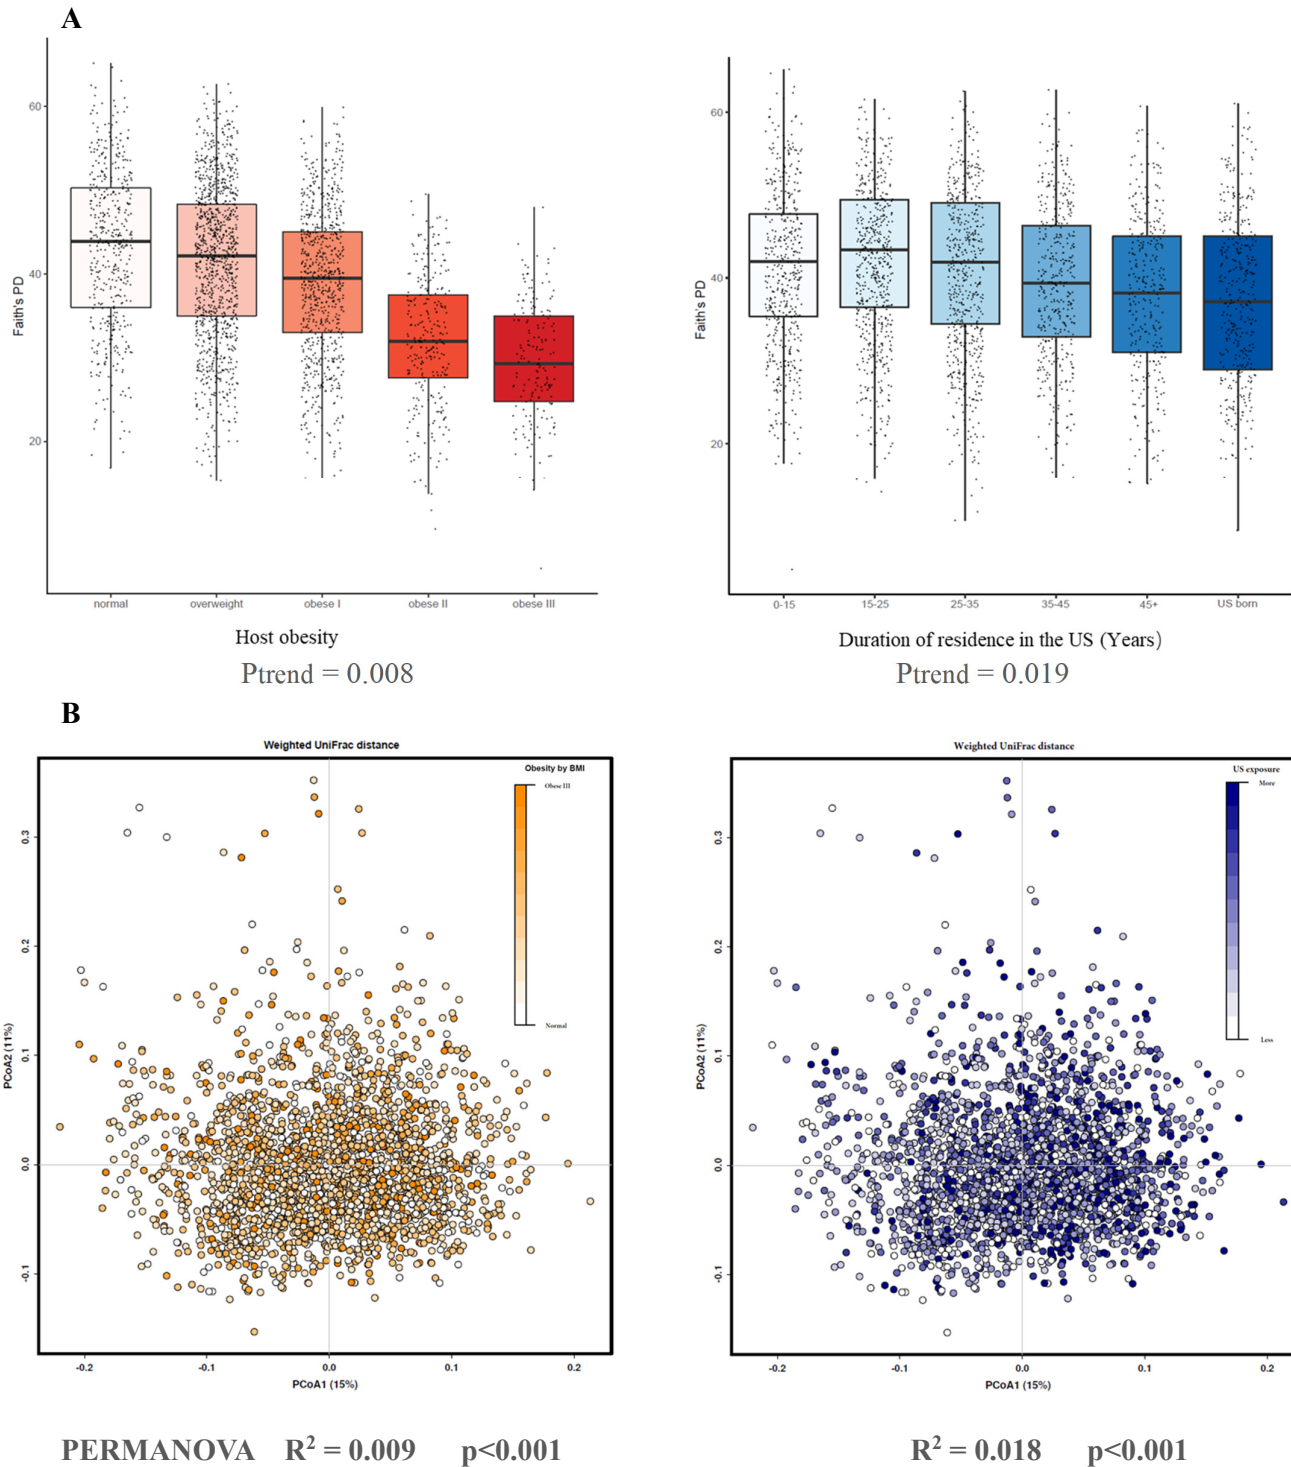 A
Faith's PD
60
40
20
normal overweight obese I obese II obese III
Host obesity
Ptrend = 0.008
Faith's PD
60
40
20
0-15 15-25 25-35 35-45 45+ US born
Duration of residence in the US (Years)
Ptrend = 0.019
B
Weighted UniFrac distance
Obesity by BMI
Obese III
Normal
PCoA2 (11%)
0.3
0.2
0.1
0.0
-0.1
-0.2 -0.1 0.0 0.1 0.2
PCoA1 (15%)
Weighted UniFrac distance
US exposure
More
Less
PCoA2 (11%)
0.3
0.2
0.1
0.0
-0.1
-0.2 -0.1 0.0 0.1 0.2
PCoA1 (15%)
PERMANOVA R² = 0.009 p<0.001
R² = 0.018 p<0.001